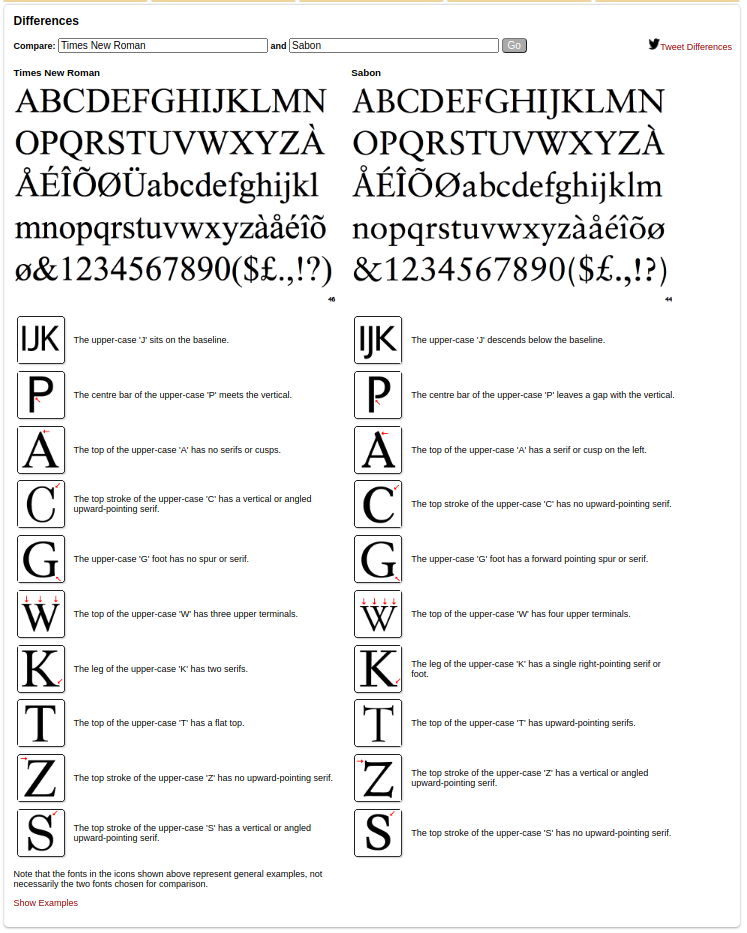 Differences
Compare: Times New Roman and Sabon Go Tweet Differences
Times New Roman
ABCDEFGHIJKLMN
OPQRSTUVWXYZÀ
ÅÉÎÕØÜabcdefghijkl
mnopqrstuvwxyzàåéîõ
ø&1234567890($£.,!?)
46
Sabon
ABCDEFGHIJKLMN
OPQRSTUVWXYZÀ
ÅÉÎÕØabcdefghijklm
nopqrstuvwxyzàåéîõø
&1234567890($£.,!?)
44
IJK The upper-case 'J' sits on the baseline.
IJK The upper-case 'J' descends below the baseline.
P The centre bar of the upper-case 'P' meets the vertical.
P The centre bar of the upper-case 'P' leaves a gap with the vertical.
A The top of the upper-case 'A' has no serifs or cusps.
A The top of the upper-case 'A' has a serif or cusp on the left.
C The top stroke of the upper-case 'C' has a vertical or angled
upward-pointing serif.
C The top stroke of the upper-case 'C' has no upward-pointing serif.
G The upper-case 'G' foot has no spur or serif.
G The upper-case 'G' foot has a forward pointing spur or serif.
W The top of the upper-case 'W' has three upper terminals.
W The top of the upper-case 'W' has four upper terminals.
K The leg of the upper-case 'K' has two serifs.
K The leg of the upper-case 'K' has a single right-pointing serif or
foot.
T The top of the upper-case 'T' has a flat top.
T The top of the upper-case 'T' has upward-pointing serifs.
Z The top stroke of the upper-case 'Z' has no upward-pointing serif.
Z The top stroke of the upper-case 'Z' has a vertical or angled
upward-pointing serif.
S The top stroke of the upper-case 'S' has a vertical or angled
upward-pointing serif.
S The top stroke of the upper-case 'S' has no upward-pointing serif.
Note that the fonts in the icons shown above represent general examples, not
necessarily the two fonts chosen for comparison.
Show Examples